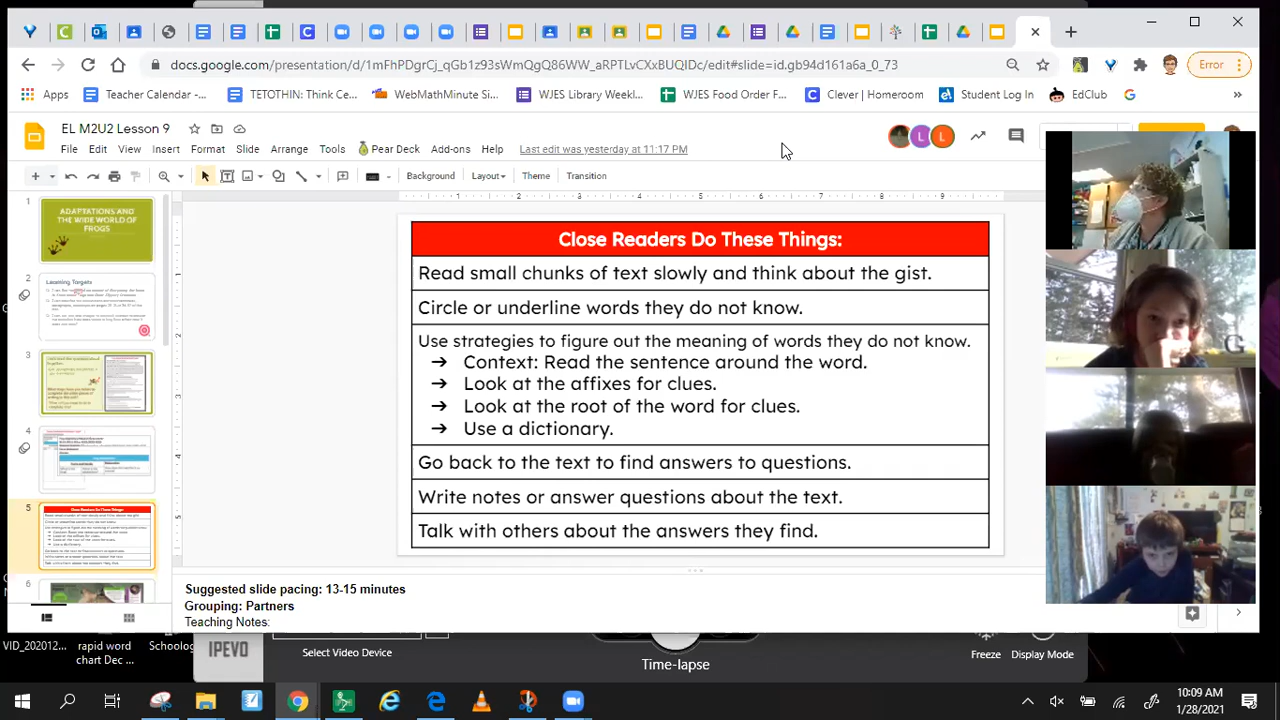 docs.google.com/presentation/d/1mFhPDgrCj_qGb1z93sWmQgQ86WW_aRPTLvCXxBUQIDc/edit#slide=id.gb94d161a6a_0_73
Error
Apps
Teacher Calendar -...
TETOTHIN: Think Ce...
WebMathMinute Si...
WJES Library Weekl...
WJES Food Order F...
Clever | Homeroom
Student Log In
EdClub
EL M2U2 Lesson 9
File Edit View Insert Format Slide Arrange Tools Pear Deck Add-ons Help Last edit was yesterday at 11:17 PM
Background Layout Theme Transition
1
ADAPTATIONS AND
THE WIDE WORLD OF
FROGS
2
Learning Targets
3
4
5
6
Close Readers Do These Things:
Read small chunks of text slowly and think about the gist.
Circle or underline words they do not know.
Use strategies to figure out the meaning of words they do not know.
➔ Context: Read the sentence around the word.
➔ Look at the affixes for clues.
➔ Look at the root of the word for clues.
➔ Use a dictionary.
Go back to the text to find answers to questions.
Write notes or answer questions about the text.
Talk with others about the answers they find.
Suggested slide pacing: 13-15 minutes
Grouping: Partners
Teaching Notes:
VID_202012...
rapid word
chart Dec ...
Schoolog
IPEVO
Select Video Device
Time-lapse
Freeze
Display Mode
10:09 AM
1/28/2021